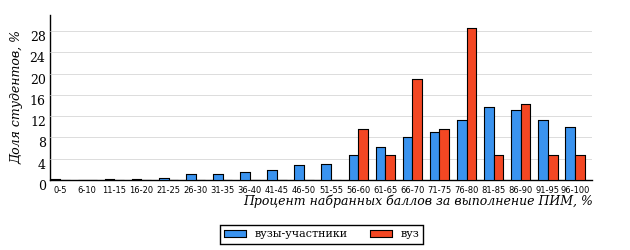 Доля студентов, %
28
24
20
16
12
8
4
0
0-5 6-10 11-15 16-20 21-25 26-30 31-35 36-40 41-45 46-50 51-55 56-60 61-65 66-70 71-75 76-80 81-85 86-90 91-95 96-100
Процент набранных баллов за выполнение ПИМ, %
вузы-участники вуз